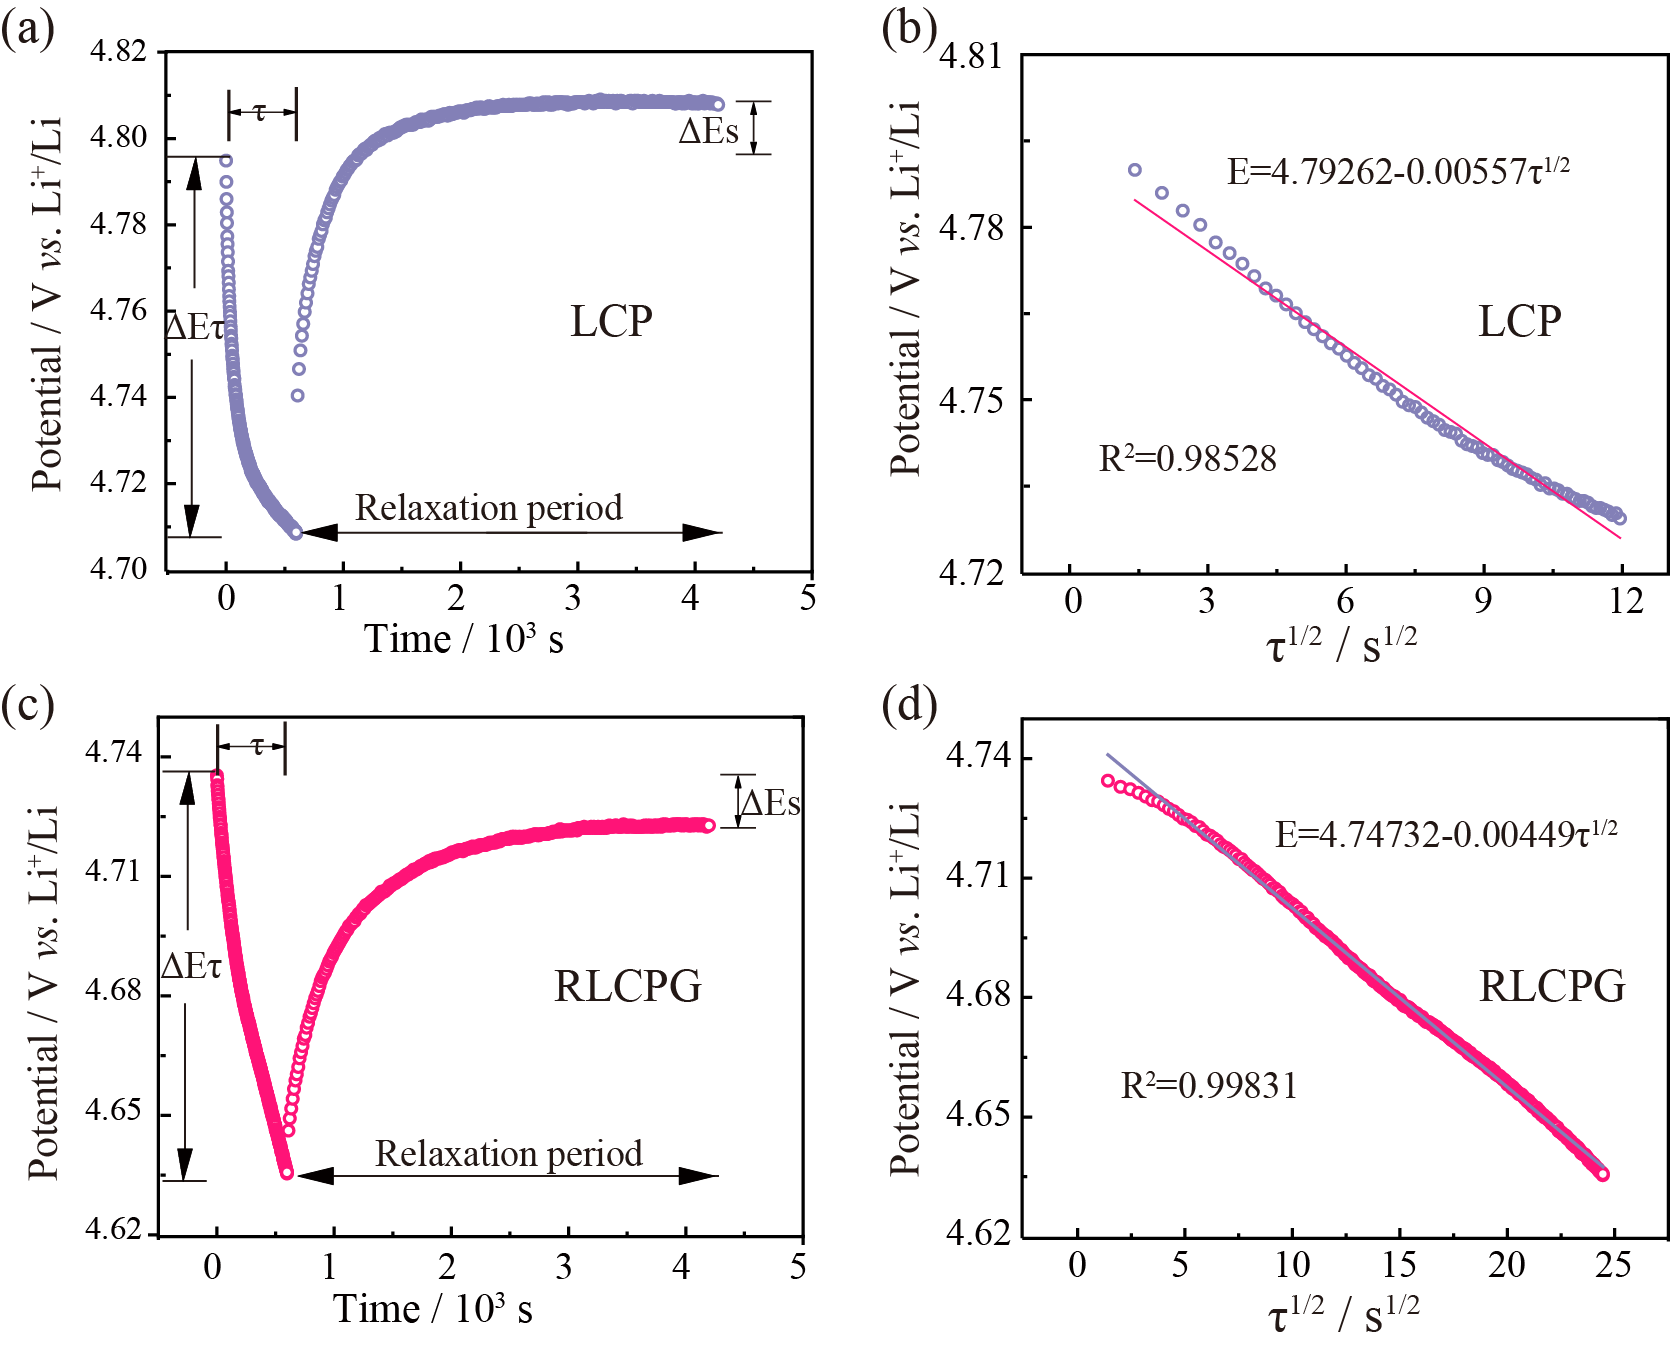 (a)
4.82
4.80
4.78
4.76
4.74
4.72
4.70
Potential / V vs. Li⁺/Li
τ
ΔEτ
ΔEs
LCP
Relaxation period
0 1 2 3 4 5
Time / 10³ s
(b)
4.81
4.78
4.75
4.72
Potential / V vs. Li⁺/Li
E=4.79262-0.00557τ¹/²
LCP
R²=0.98528
0 3 6 9 12
τ¹/² / s¹/²
(c)
4.74
4.71
4.68
4.65
4.62
Potential / V vs. Li⁺/Li
τ
ΔEτ
ΔEs
RLCPG
Relaxation period
0 1 2 3 4 5
Time / 10³ s
(d)
4.74
4.71
4.68
4.65
4.62
Potential / V vs. Li⁺/Li
E=4.74732-0.00449τ¹/²
RLCPG
R²=0.99831
0 5 10 15 20 25
τ¹/² / s¹/²